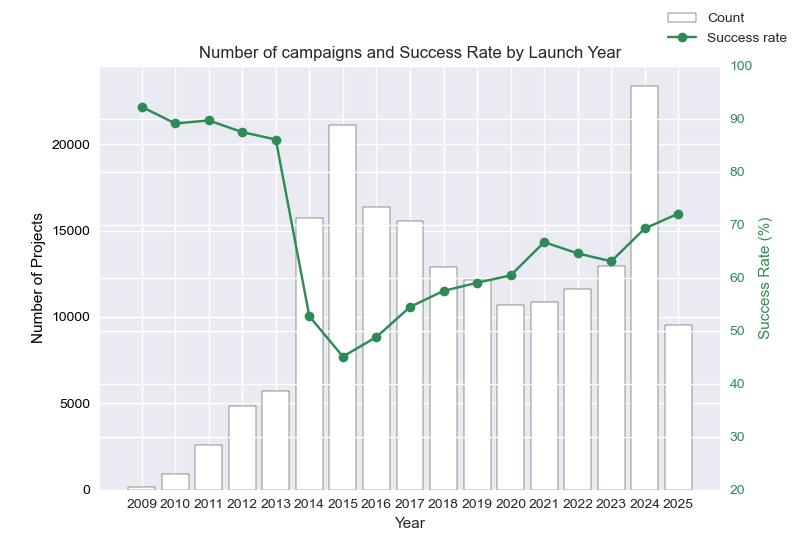 Count
Success rate
Number of campaigns and Success Rate by Launch Year
100
90
80
70
60
50
40
30
20
Success Rate (%)
20000
15000
10000
5000
0
Number of Projects
2009 2010 2011 2012 2013 2014 2015 2016 2017 2018 2019 2020 2021 2022 2023 2024 2025
Year